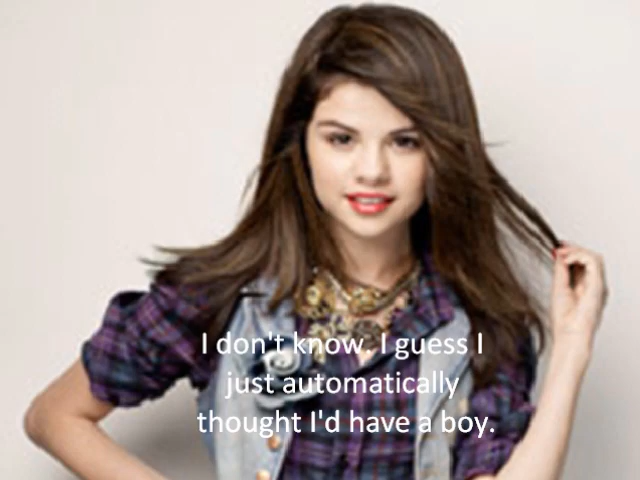 I don't know. I guess I
just automatically
thought I'd have a boy.